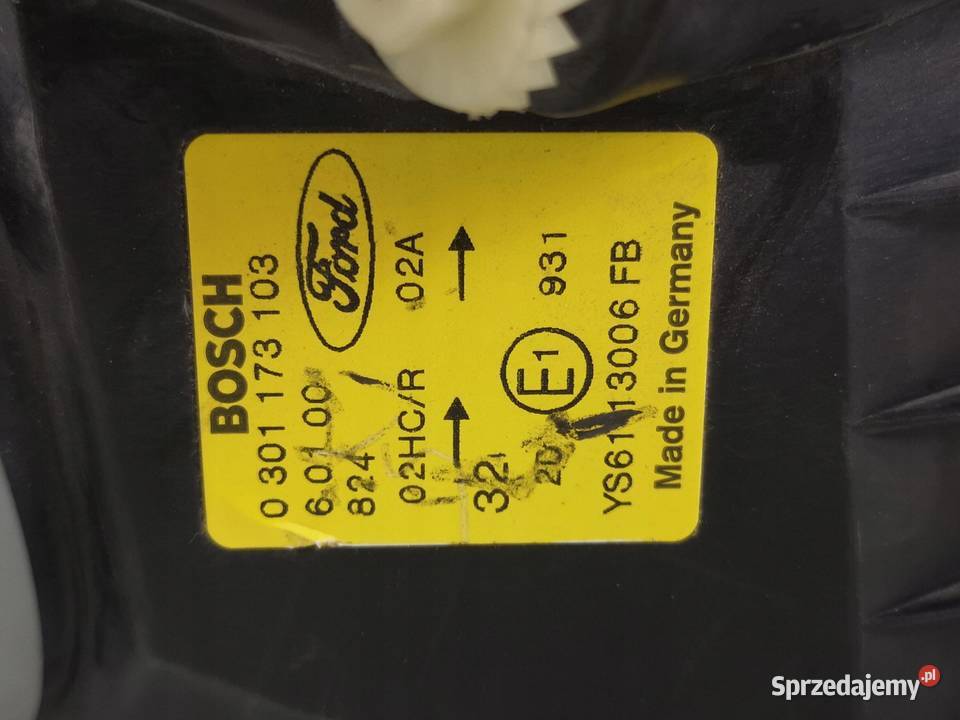 BOSCH
0 301 173 103
6.01.00
Ford
824
02HC/R 02A
32
E1
20 931
YS61 13006 FB
Made in Germany
Sprzedajemy.pl